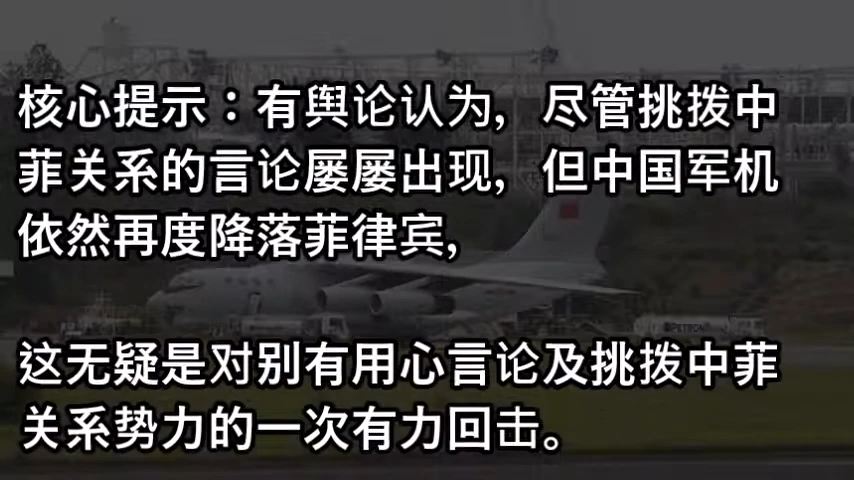 核心提示：有舆论认为，尽管挑拨中
菲关系的言论屡屡出现，但中国军机
依然再度降落菲律宾，
这无疑是对别有用心言论及挑拨中菲
关系势力的一次有力回击。
PETRON